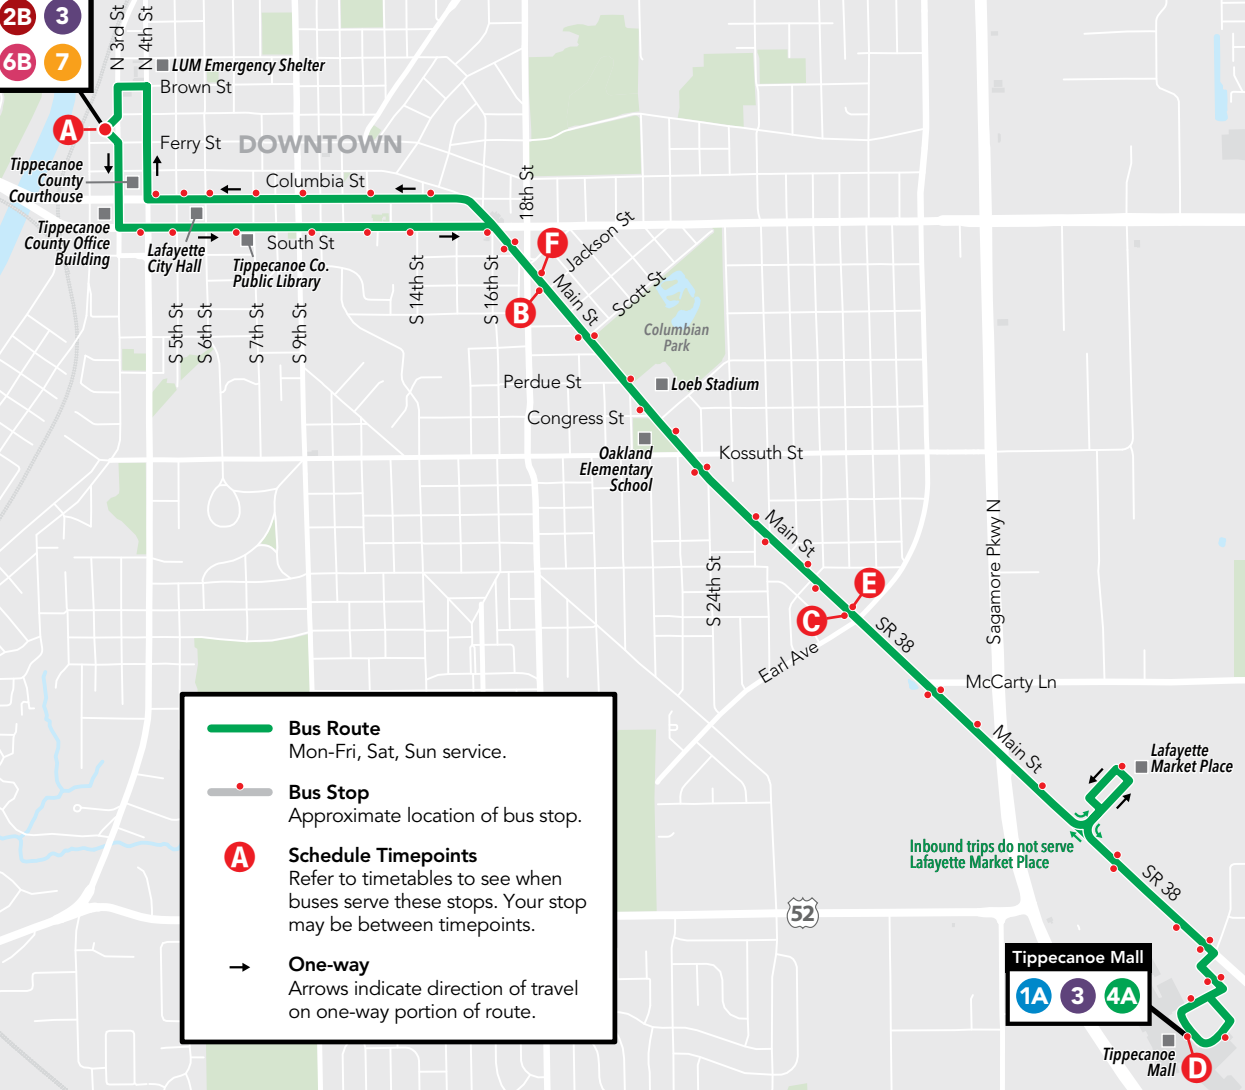 2B 3
6B 7
N 3rd St
N 4th St
LUM Emergency Shelter
Brown St
A
Ferry St
DOWNTOWN
Tippecanoe
County
Courthouse
Columbia St
18th St
Tippecanoe
County Office
Building
Lafayette
City Hall
South St
Tippecanoe Co.
Public Library
F
Jackson St
B
Main St
Scott St
S 5th St
S 6th St
S 7th St
S 9th St
S 14th St
S 16th St
Columbian
Park
Perdue St
Loeb Stadium
Congress St
Oakland
Elementary
School
Kossuth St
Main St
S 24th St
Sagamore Pkwy N
E
C
SR 38
Earl Ave
McCarty Ln
Main St
Lafayette
Market Place
Inbound trips do not serve
Lafayette Market Place
SR 38
52
Bus Route
Mon-Fri, Sat, Sun service.
Bus Stop
Approximate location of bus stop.
A
Schedule Timepoints
Refer to timetables to see when
buses serve these stops. Your stop
may be between timepoints.
One-way
Arrows indicate direction of travel
on one-way portion of route.
Tippecanoe Mall
1A 3 4A
Tippecanoe
Mall
D